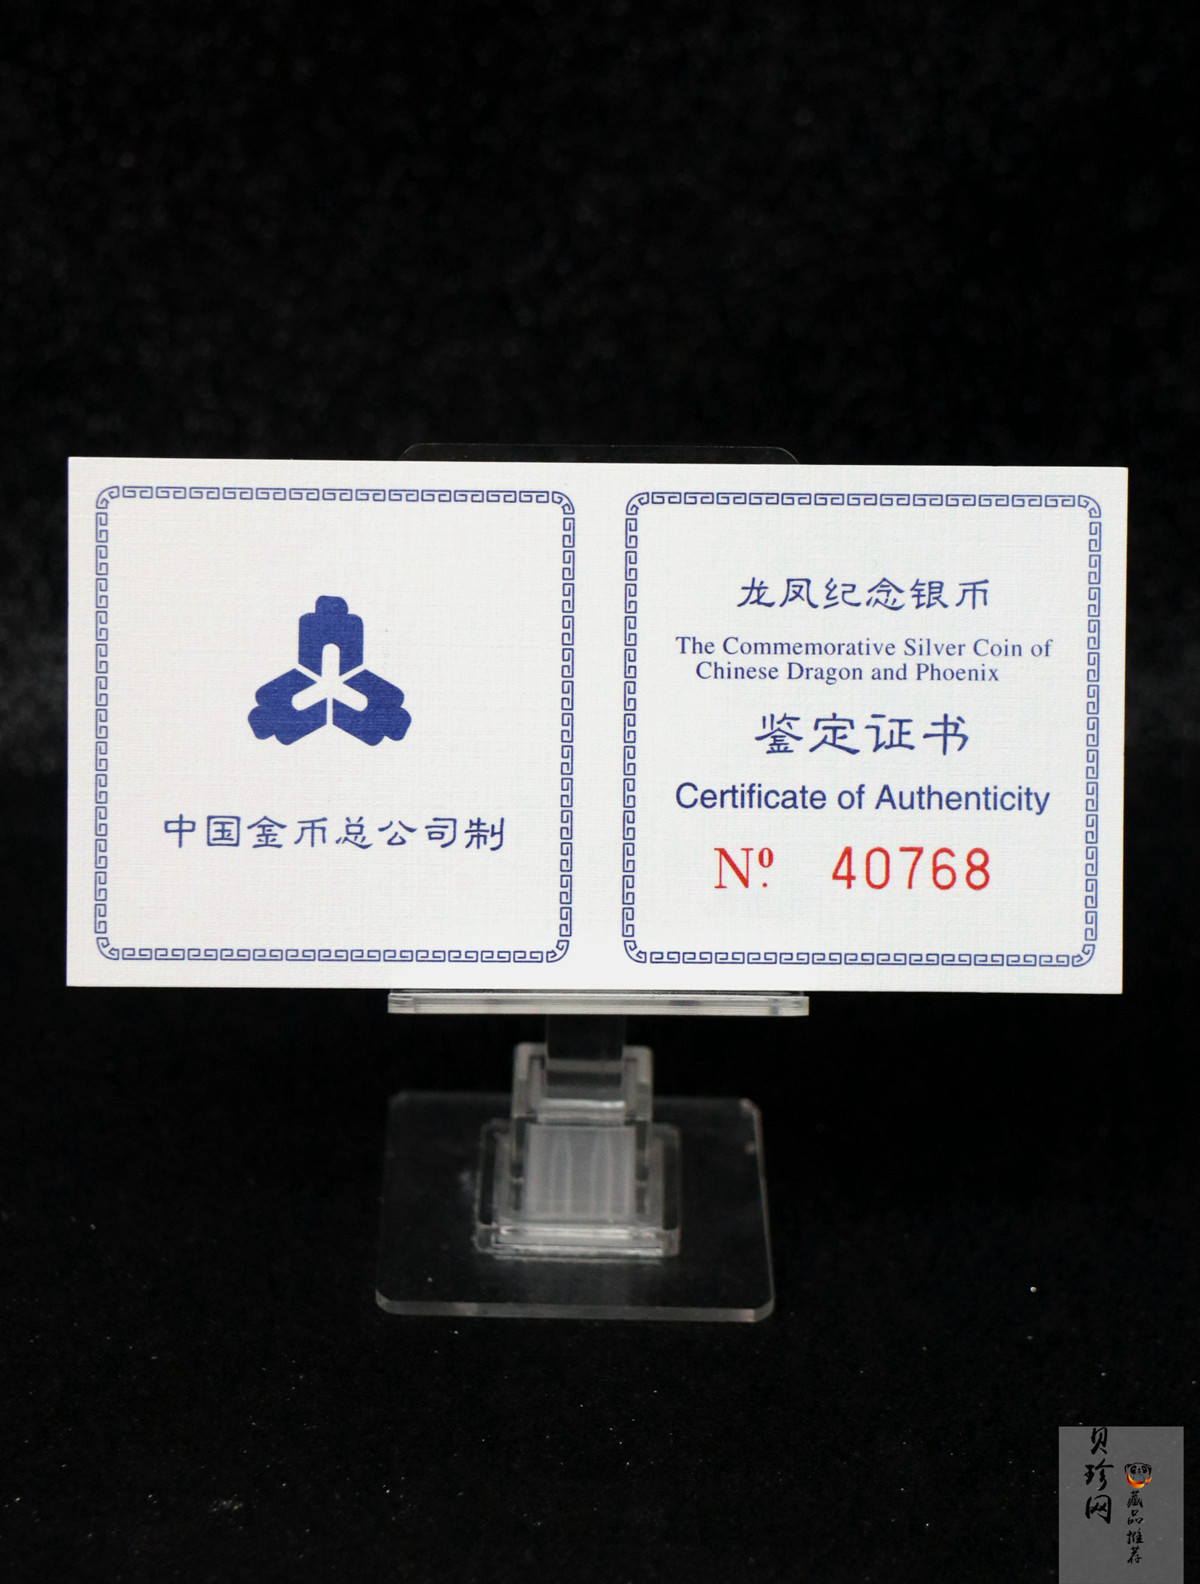 中国金币总公司制
龙凤纪念银币
The Commemorative Silver Coin of
Chinese Dragon and Phoenix
鉴定证书
Certificate of Authenticity
Nº. 40768
贝珍网
藏品推荐